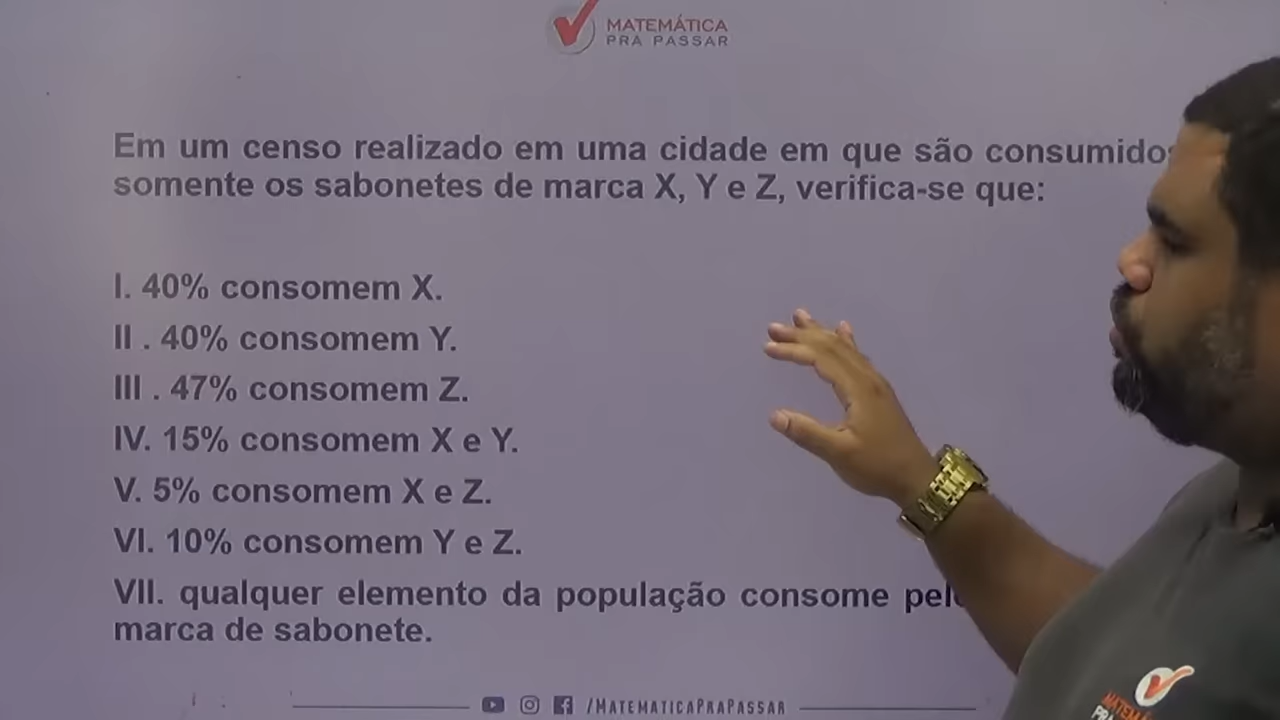 MATEMÁTICA
PRA PASSAR
Em um censo realizado em uma cidade em que são consumidos
somente os sabonetes de marca X, Y e Z, verifica-se que:
I. 40% consomem X.
II . 40% consomem Y.
III . 47% consomem Z.
IV. 15% consomem X e Y.
V. 5% consomem X e Z.
VI. 10% consomem Y e Z.
VII. qualquer elemento da população consome
marca de sabonete.
/MATEMATICAPRAPASSAR